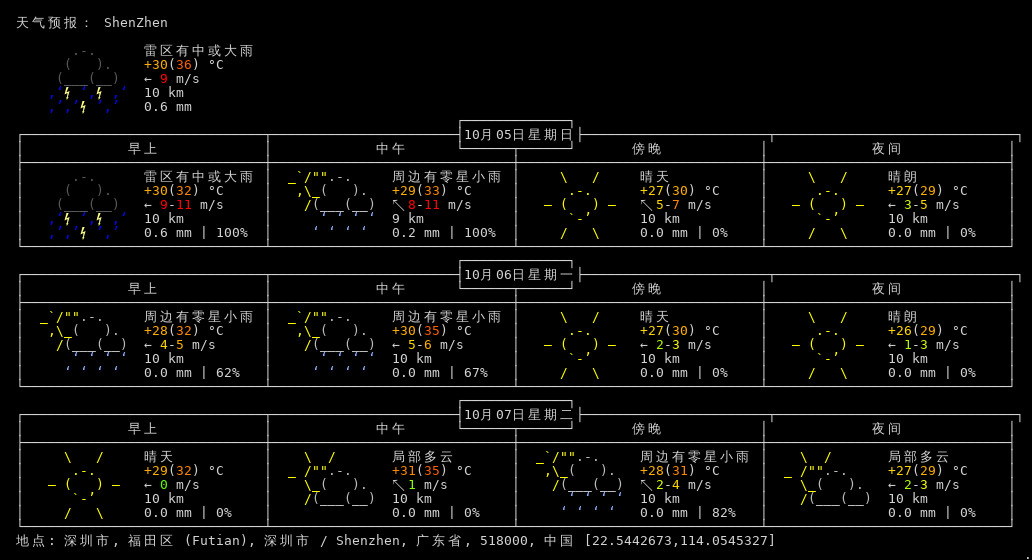 天气预报： ShenZhen
雷区有中或大雨
+30(36) °C
← 9 m/s
10 km
0.6 mm
10月05日星期日
早上 中午 傍晚 夜间
雷区有中或大雨 周边有零星小雨 晴天 晴朗
+30(32) °C +29(33) °C +27(30) °C +27(29) °C
← 9-11 m/s ↖ 8-11 m/s ↖ 5-7 m/s ← 3-5 m/s
10 km 9 km 10 km 10 km
0.6 mm | 100% 0.2 mm | 100% 0.0 mm | 0% 0.0 mm | 0%
10月06日星期一
早上 中午 傍晚 夜间
周边有零星小雨 周边有零星小雨 晴天 晴朗
+28(32) °C +30(35) °C +27(30) °C +26(29) °C
← 4-5 m/s ← 5-6 m/s ← 2-3 m/s ← 1-3 m/s
10 km 10 km 10 km 10 km
0.0 mm | 62% 0.0 mm | 67% 0.0 mm | 0% 0.0 mm | 0%
10月07日星期二
早上 中午 傍晚 夜间
晴天 局部多云 周边有零星小雨 局部多云
+29(32) °C +31(35) °C +28(31) °C +27(29) °C
← 0 m/s ↖ 1 m/s ↖ 2-4 m/s ← 2-3 m/s
10 km 10 km 10 km 10 km
0.0 mm | 0% 0.0 mm | 0% 0.0 mm | 82% 0.0 mm | 0%
地点: 深圳市, 福田区 (Futian), 深圳市 / Shenzhen, 广东省, 518000, 中国 [22.5442673,114.0545327]